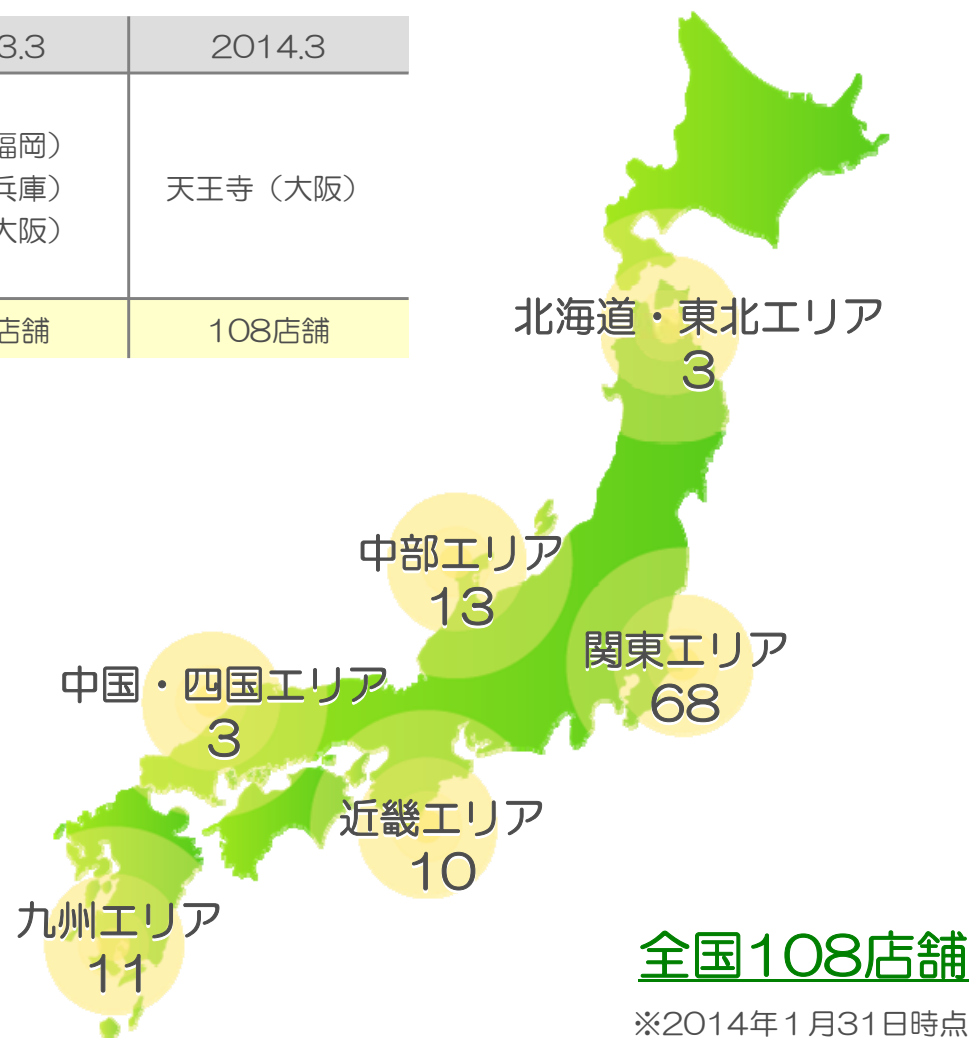 3.3 2014.3
福岡）
兵庫） 天王寺（大阪）
大阪）
店舗 108店舗
北海道・東北エリア
3
中部エリア
13
関東エリア
68
中国・四国エリア
3
近畿エリア
10
九州エリア
11
全国108店舗
※2014年１月31日時点